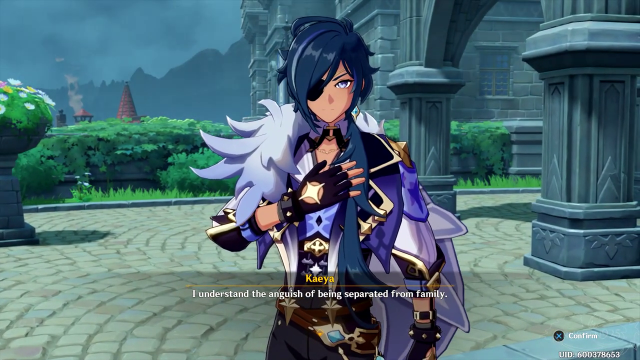 Kaeya
I understand the anguish of being separated from family.
Confirm
UID: 600378653